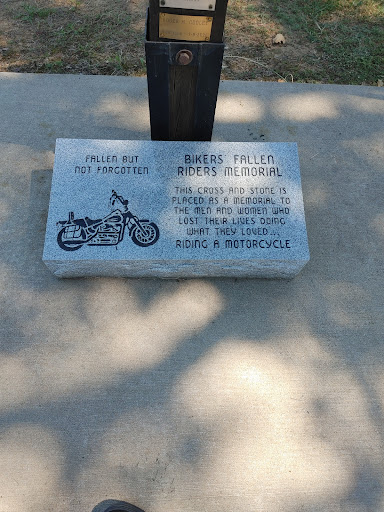 FALLEN BUT
NOT FORGOTTEN
BIKERS' FALLEN
RIDERS MEMORIAL
THIS CROSS AND STONE IS
PLACED AS A MEMORIAL TO
THE MEN AND WOMEN WHO
LOST THEIR LIVES DOING
WHAT THEY LOVED...
RIDING A MOTORCYCLE